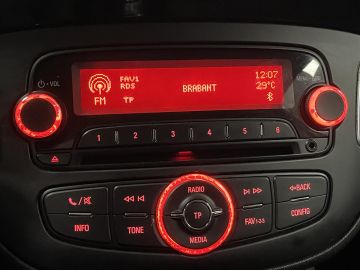 FAV1
RDS
FM
TP
BRABANT
12:07
29°C
VOL
MENU
1 2 3 4 5 6
RADIO
BACK
CONFIG
INFO
TONE
TP
FAV1-2-3
MEDIA